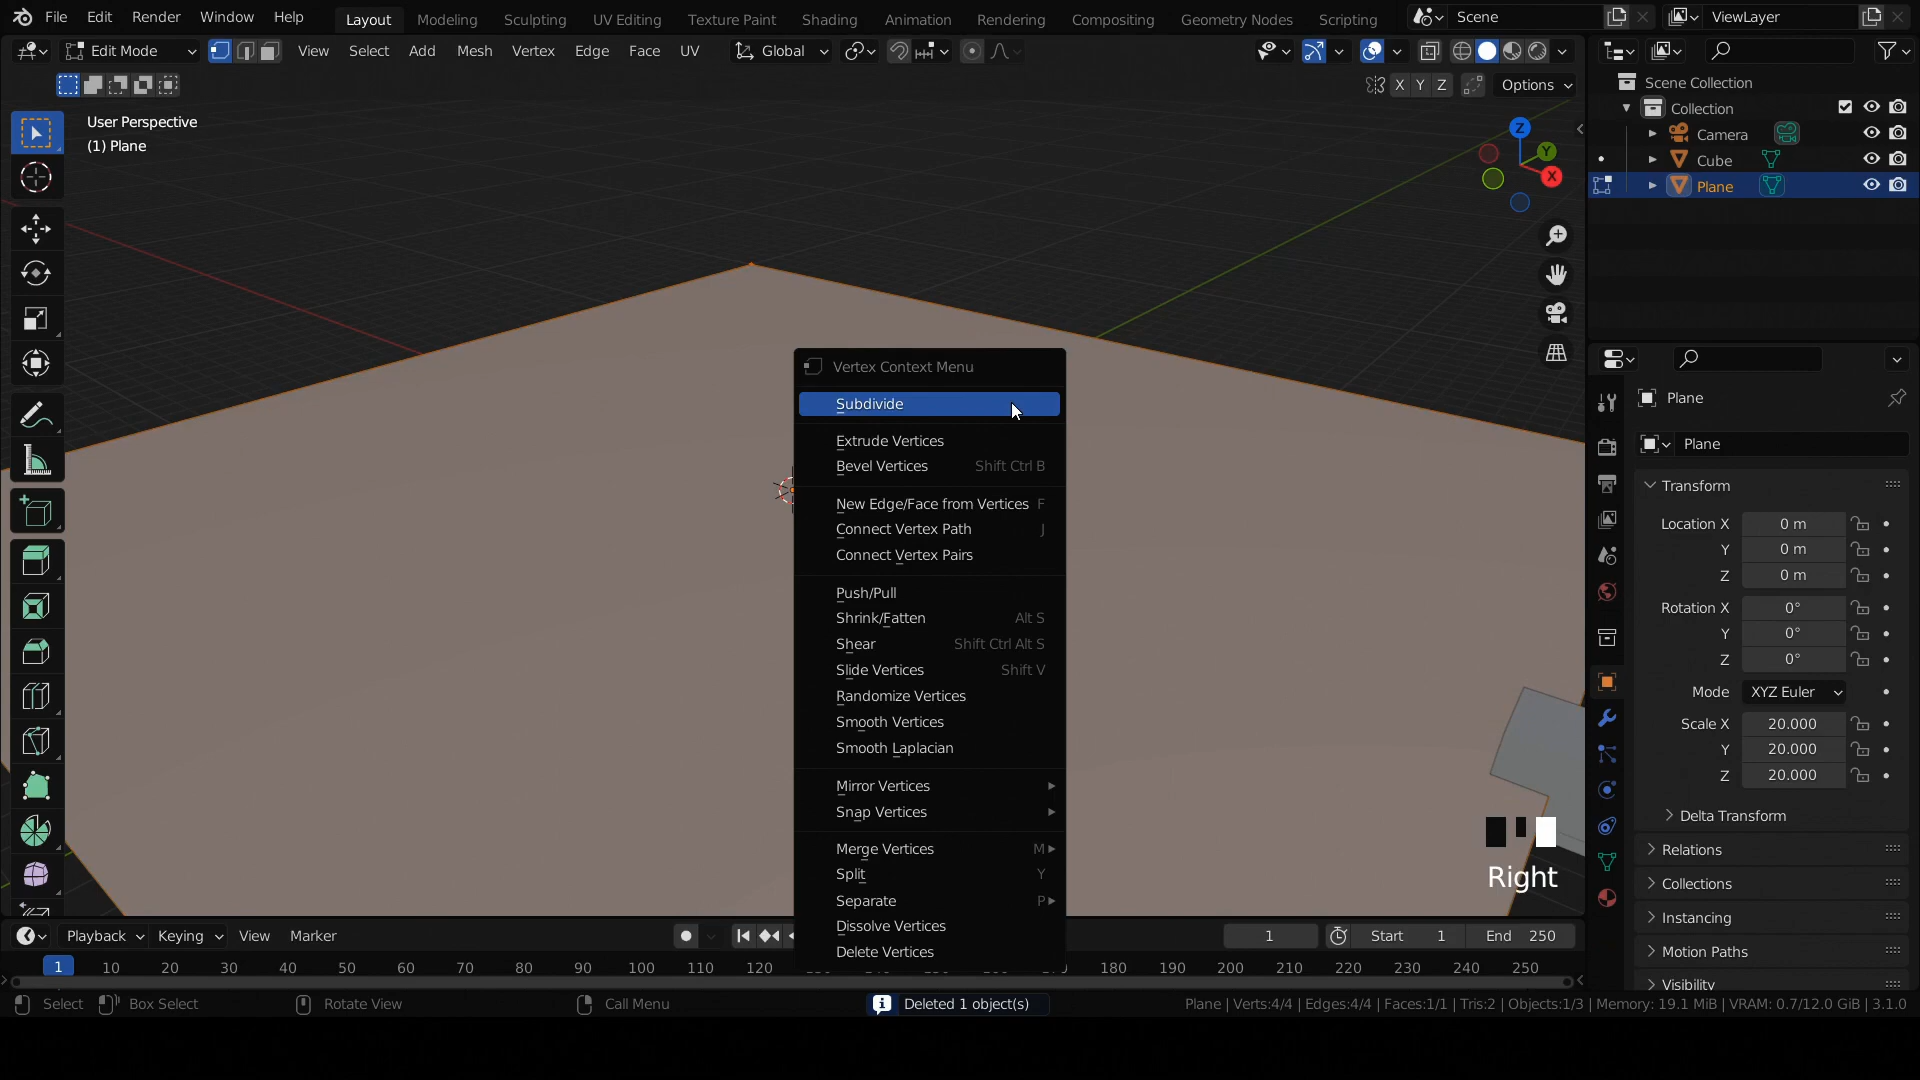 File Edit Render Window Help Layout Modeling Sculpting UV Editing Texture Paint Shading Animation Rendering Compositing Geometry Nodes Scripting Scene ViewLayer
Edit Mode View Select Add Mesh Vertex Edge Face UV Global
X Y Z Options
User Perspective
(1) Plane
Z
Y
X
Scene Collection
Collection
Camera
Cube
Plane
Vertex Context Menu
Subdivide
Extrude Vertices
Bevel Vertices Shift Ctrl B
New Edge/Face from Vertices F
Connect Vertex Path J
Connect Vertex Pairs
Push/Pull
Shrink/Fatten Alt S
Shear Shift Ctrl Alt S
Slide Vertices Shift V
Randomize Vertices
Smooth Vertices
Smooth Laplacian
Mirror Vertices
Snap Vertices
Merge Vertices M
Split Y
Separate P
Dissolve Vertices
Delete Vertices
Right
Plane
Plane
Transform
Location X 0 m
Y 0 m
Z 0 m
Rotation X 0°
Y 0°
Z 0°
Mode XYZ Euler
Scale X 20.000
Y 20.000
Z 20.000
Delta Transform
Relations
Collections
Instancing
Motion Paths
Visibility
Playback Keying View Marker 1 Start 1 End 250
1 10 20 30 40 50 60 70 80 90 100 110 120 180 190 200 210 220 230 240 250
Select Box Select Rotate View Call Menu Deleted 1 object(s) Plane | Verts:4/4 | Edges:4/4 | Faces:1/1 | Tris:2 | Objects:1/3 | Memory: 19.1 MiB | VRAM: 0.7/12.0 GiB | 3.1.0